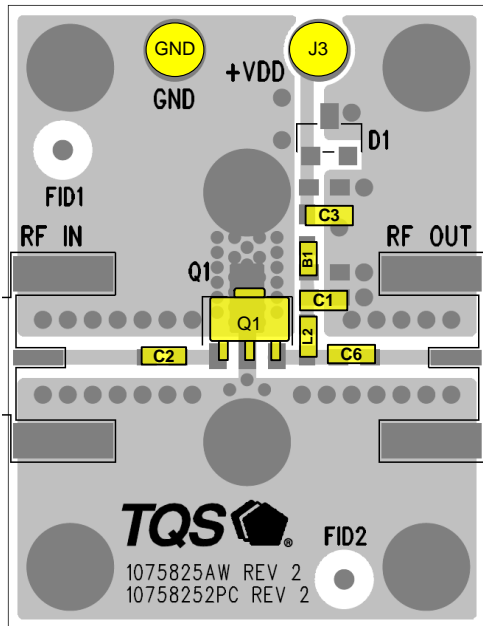 GND
J3
+VDD
GND
D1
FID1
C3
RF IN
RF OUT
B1
Q1
C1
Q1
L2
C2
C6
TQS
®
FID2
1075825AW REV 2
10758252PC REV 2